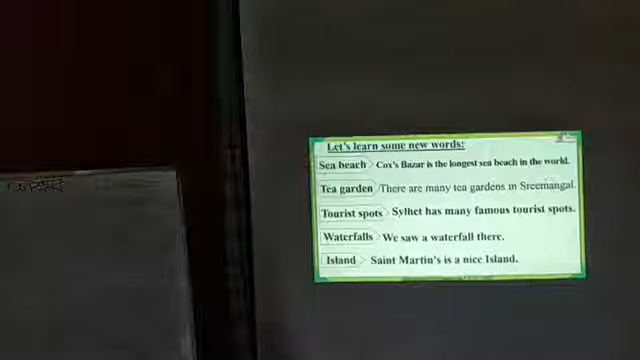 Let's learn some new words:
Sea beach Cox's Bazar is the longest sea beach in the world.
Tea garden There are many tea gardens in Sreemangal.
Tourist spots Sylhet has many famous tourist spots.
Waterfalls We saw a waterfall there.
Island Saint Martin's is a nice Island.